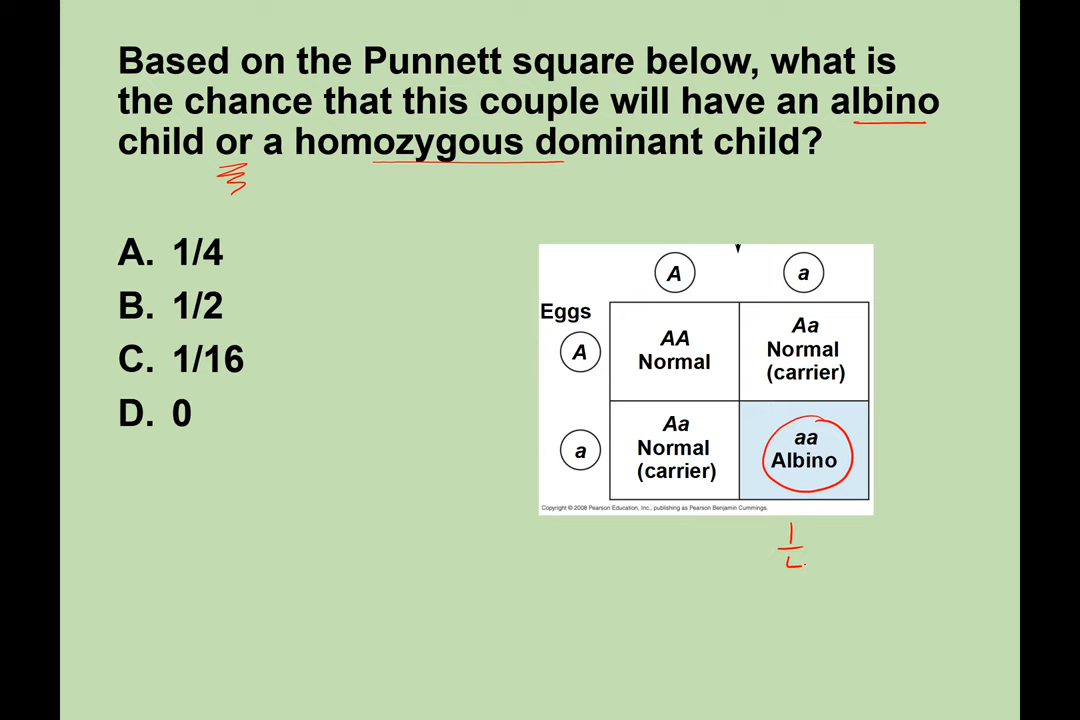 Based on the Punnett square below, what is
the chance that this couple will have an albino
child or a homozygous dominant child?
A. 1/4
B. 1/2
C. 1/16
D. 0
A
a
Eggs
A
AA
Normal
Aa
Normal
(carrier)
a
Aa
Normal
(carrier)
aa
Albino
Copyright © 2008 Pearson Education, Inc., publishing as Pearson Benjamin Cummings.
1